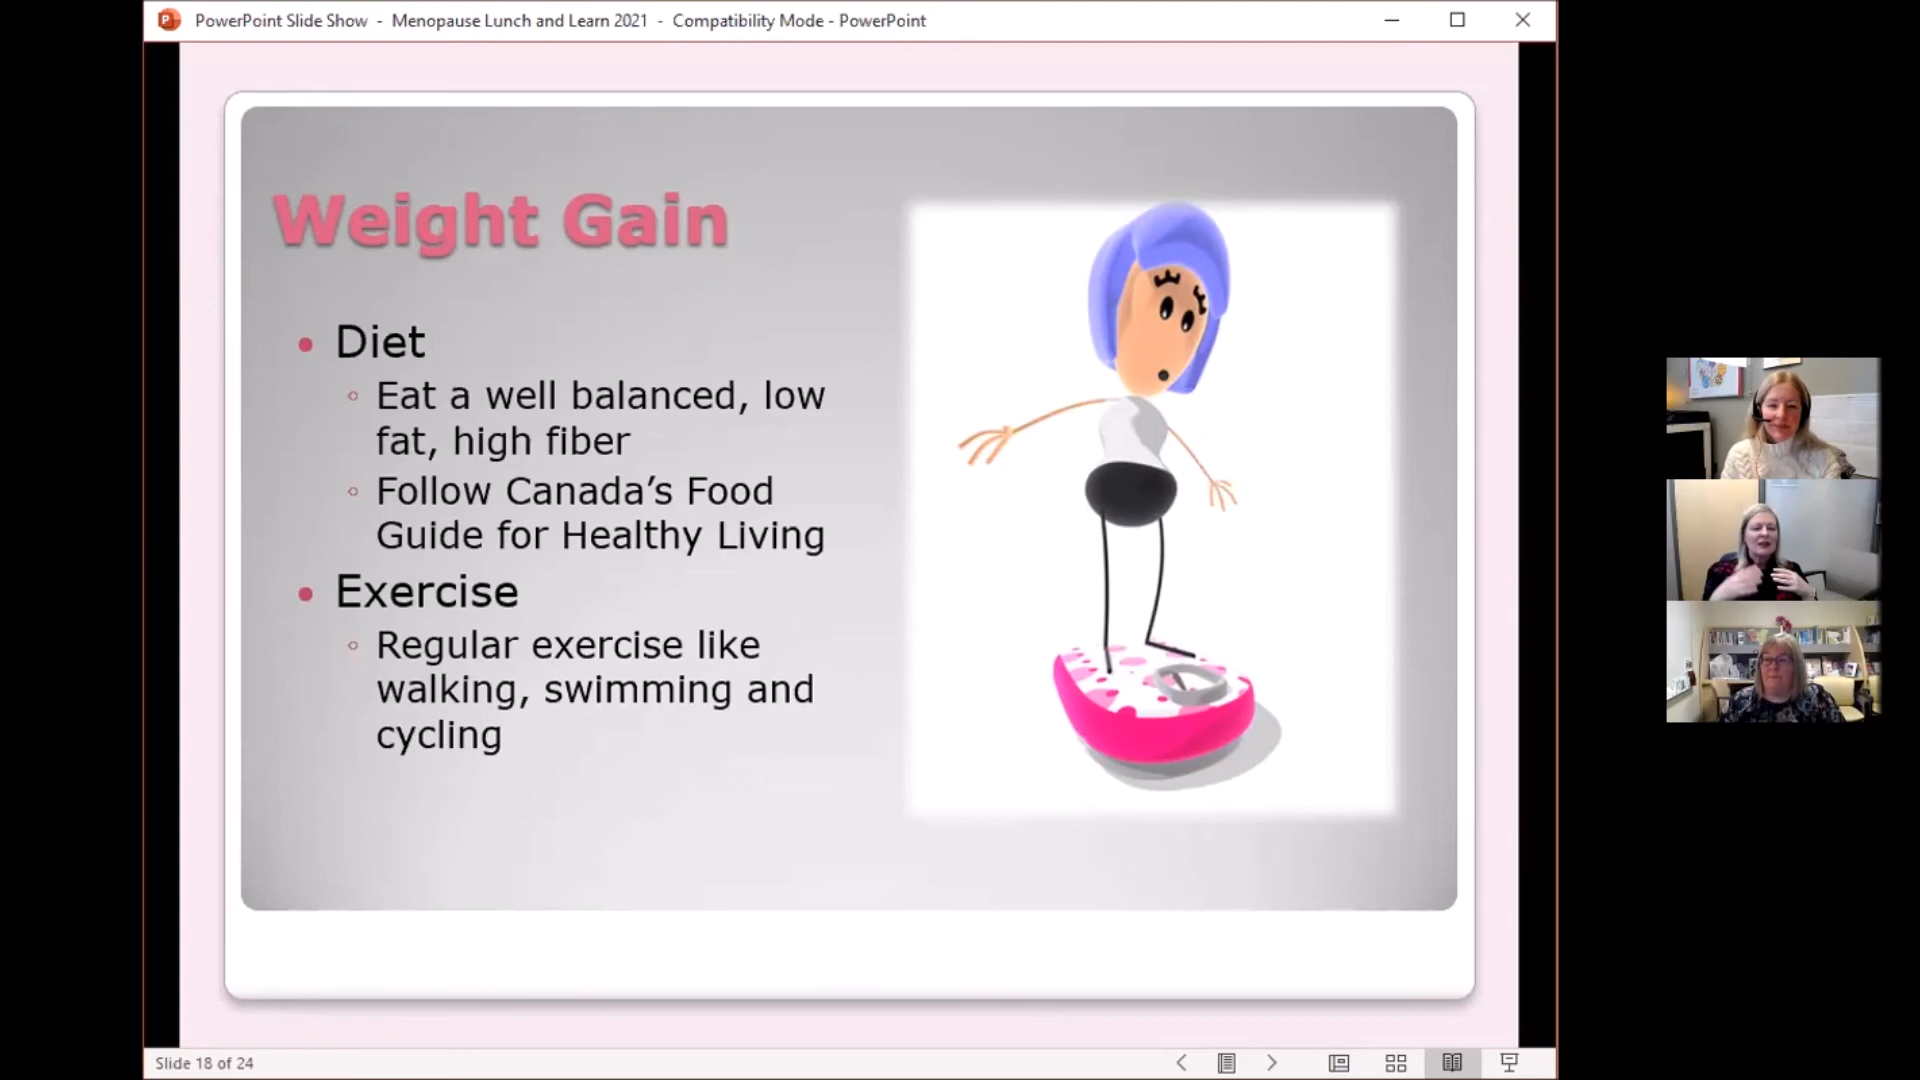 PowerPoint Slide Show - Menopause Lunch and Learn 2021 - Compatibility Mode - PowerPoint
Weight Gain
• Diet
◦ Eat a well balanced, low
fat, high fiber
◦ Follow Canada’s Food
Guide for Healthy Living
• Exercise
◦ Regular exercise like
walking, swimming and
cycling
Slide 18 of 24